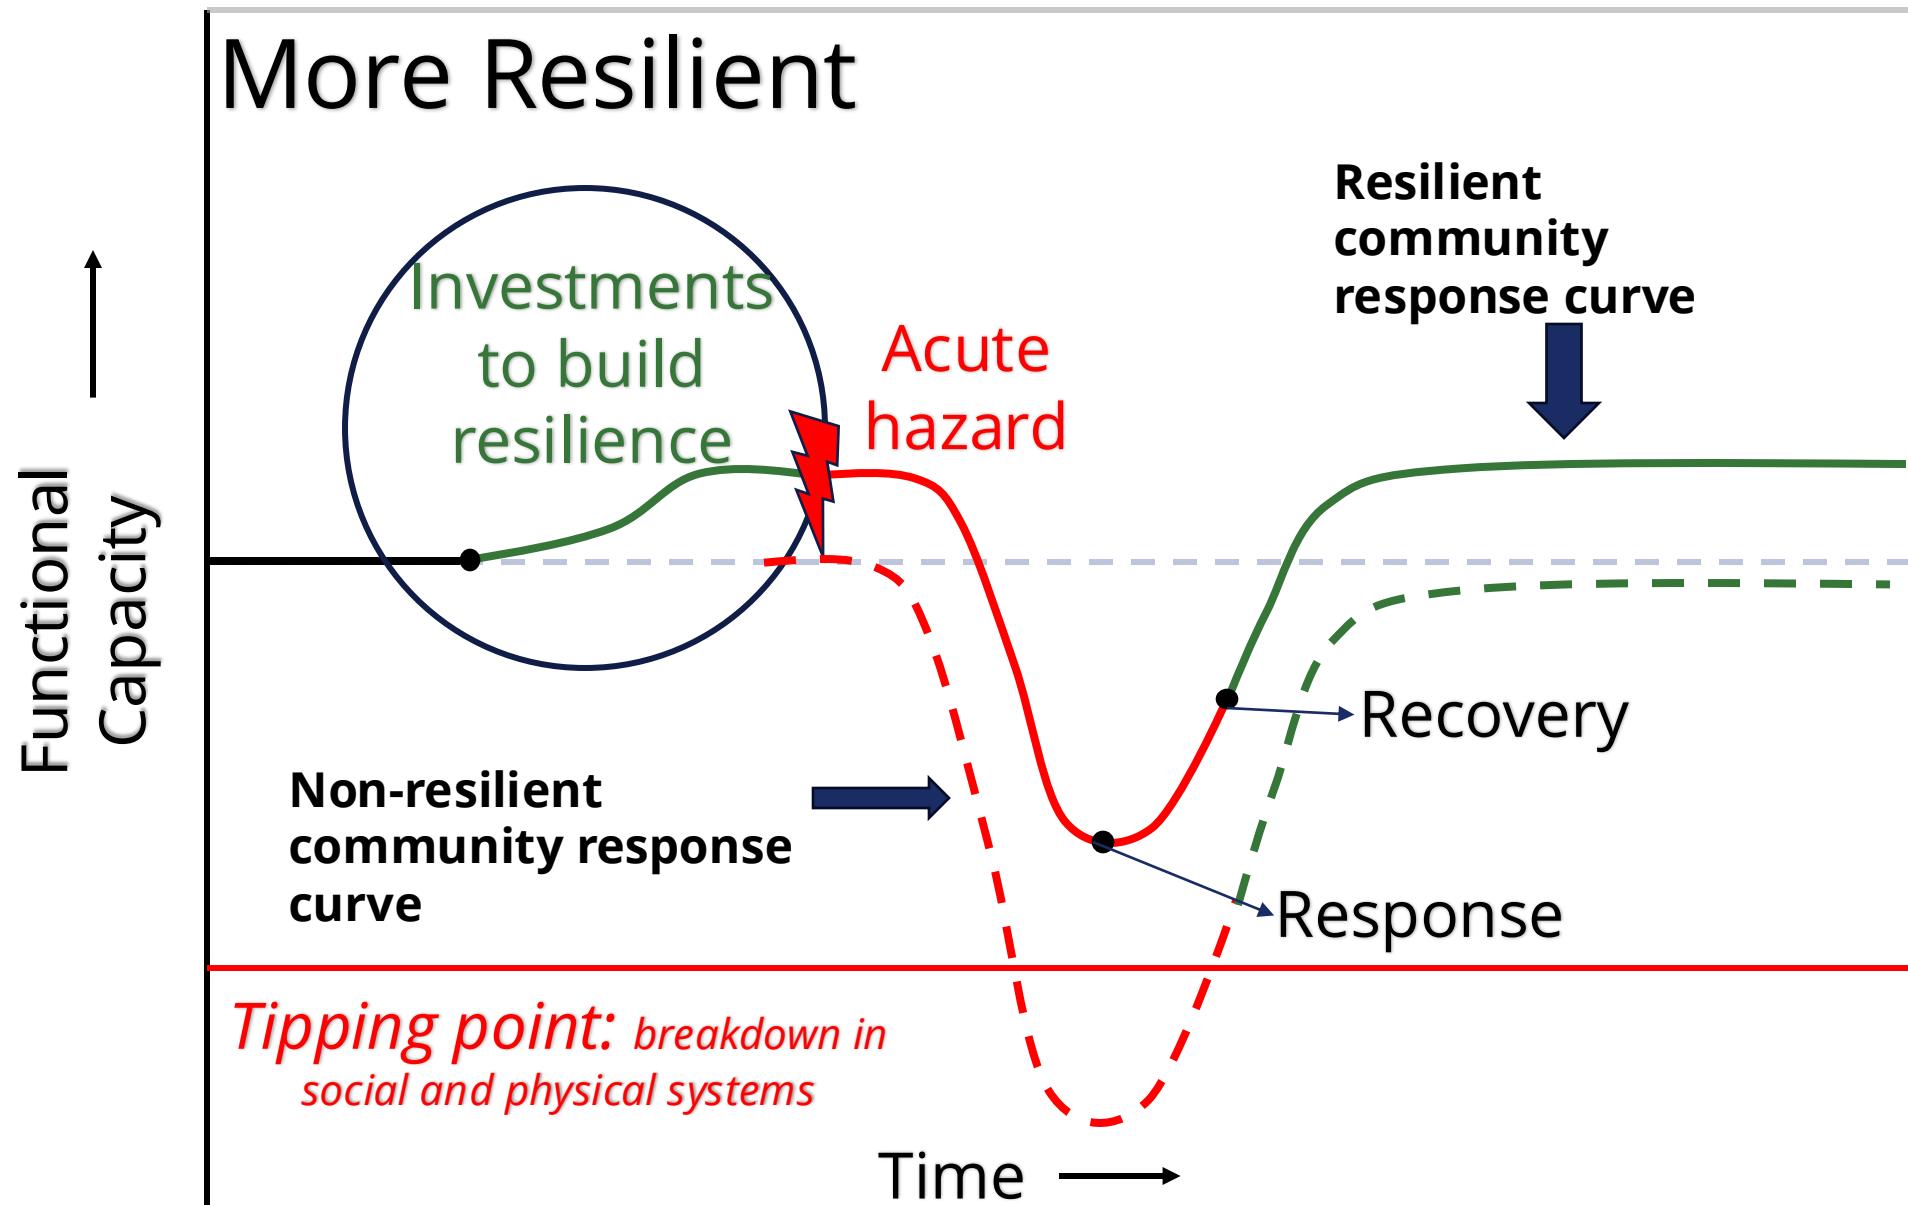 More Resilient
Resilient
community
response curve
Investments
to build
resilience
Acute
hazard
Functional
Capacity
Recovery
Non-resilient
community response
curve
Response
Tipping point: breakdown in
social and physical systems
Time